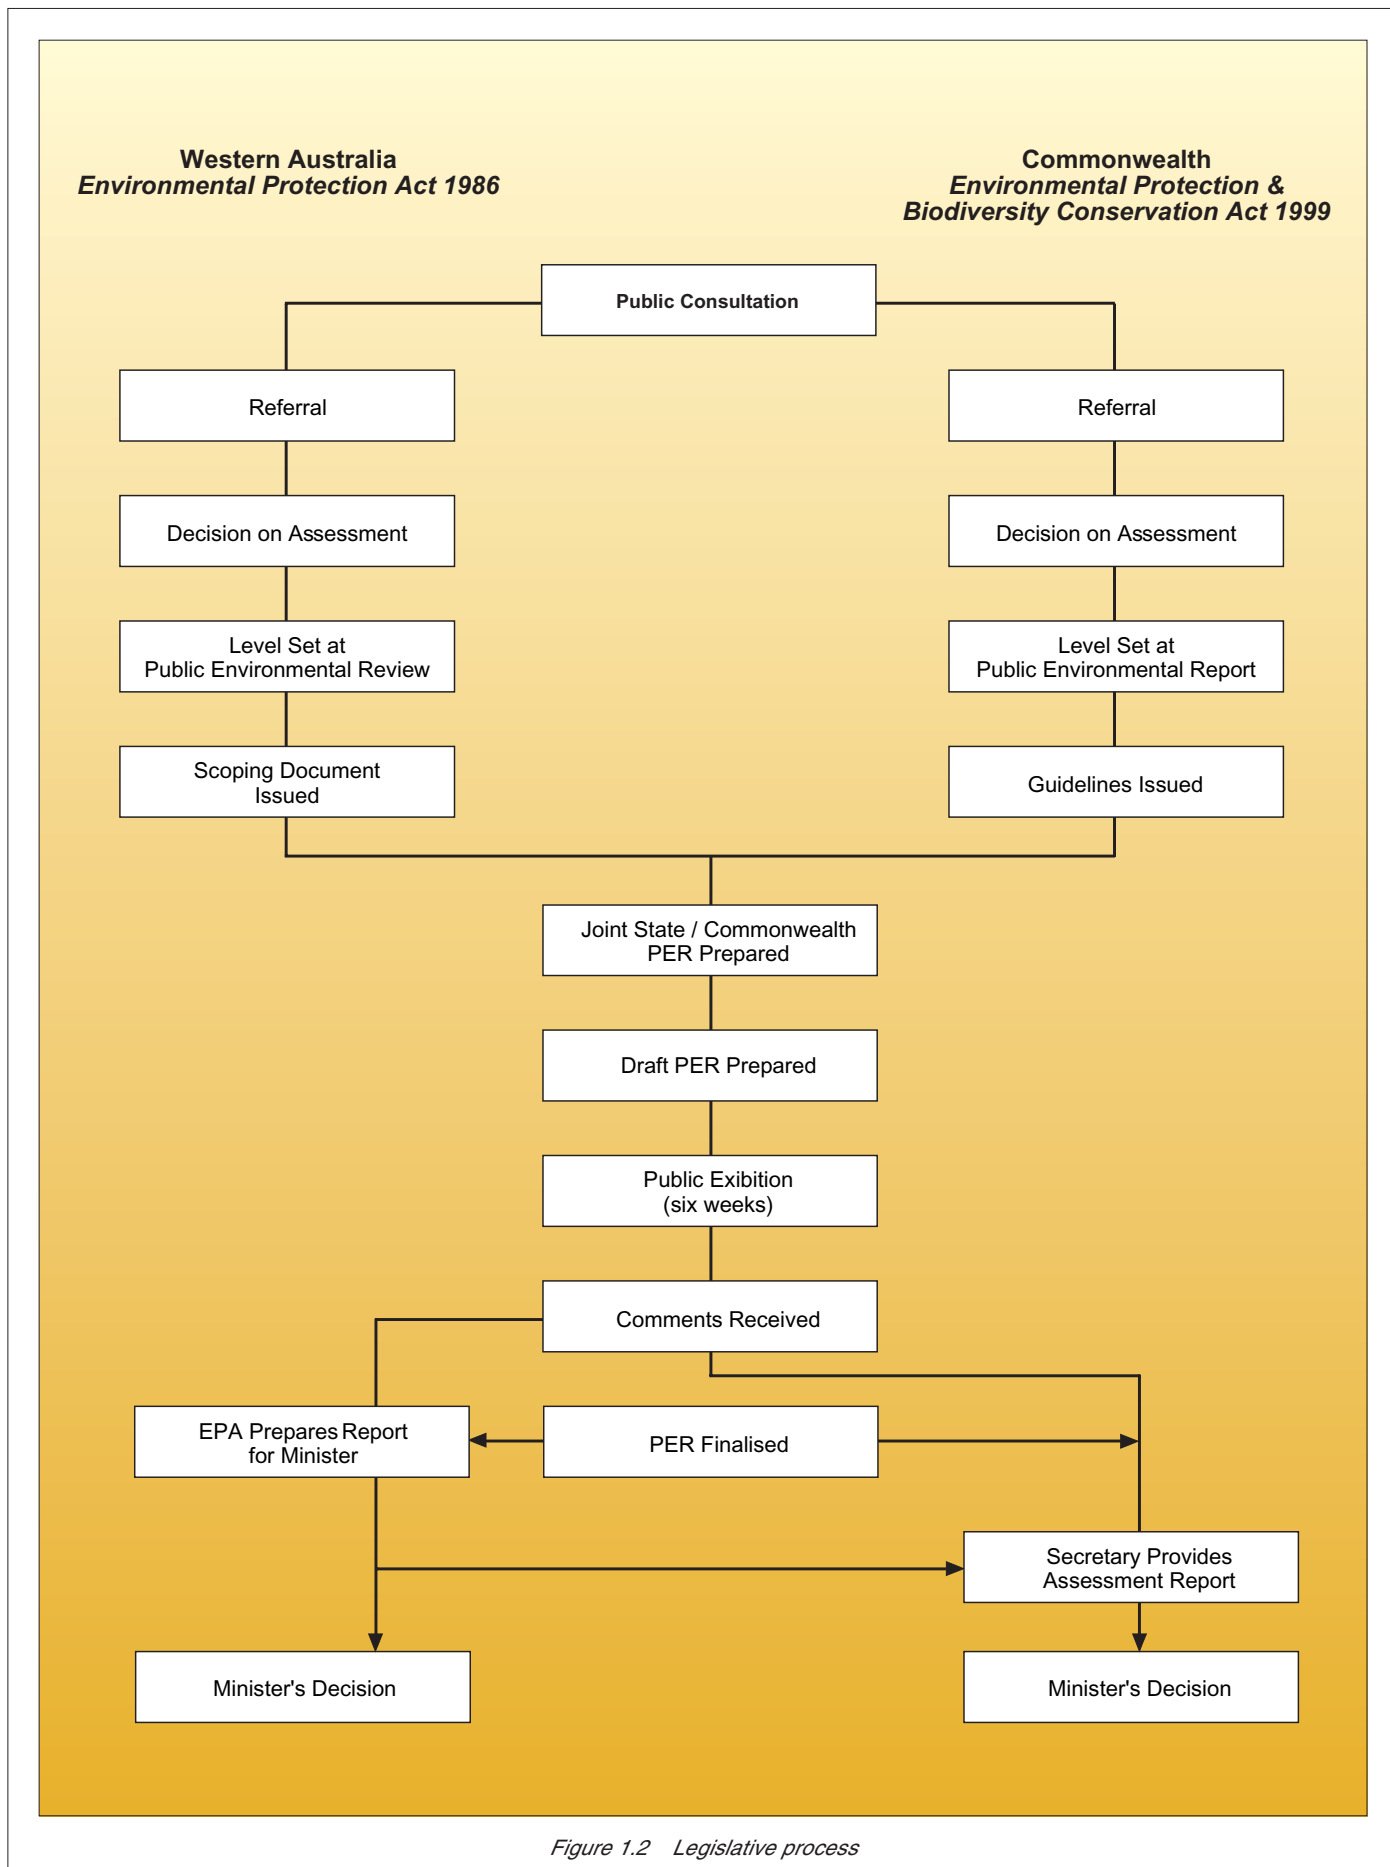 Western Australia
Environmental Protection Act 1986
Commonwealth
Environmental Protection &
Biodiversity Conservation Act 1999
Public Consultation
Referral
Referral
Decision on Assessment
Decision on Assessment
Level Set at
Public Environmental Review
Level Set at
Public Environmental Report
Scoping Document
Issued
Guidelines Issued
Joint State / Commonwealth
PER Prepared
Draft PER Prepared
Public Exibition
(six weeks)
Comments Received
EPA Prepares Report
for Minister
PER Finalised
Secretary Provides
Assessment Report
Minister's Decision
Minister's Decision
Figure 1.2 Legislative process